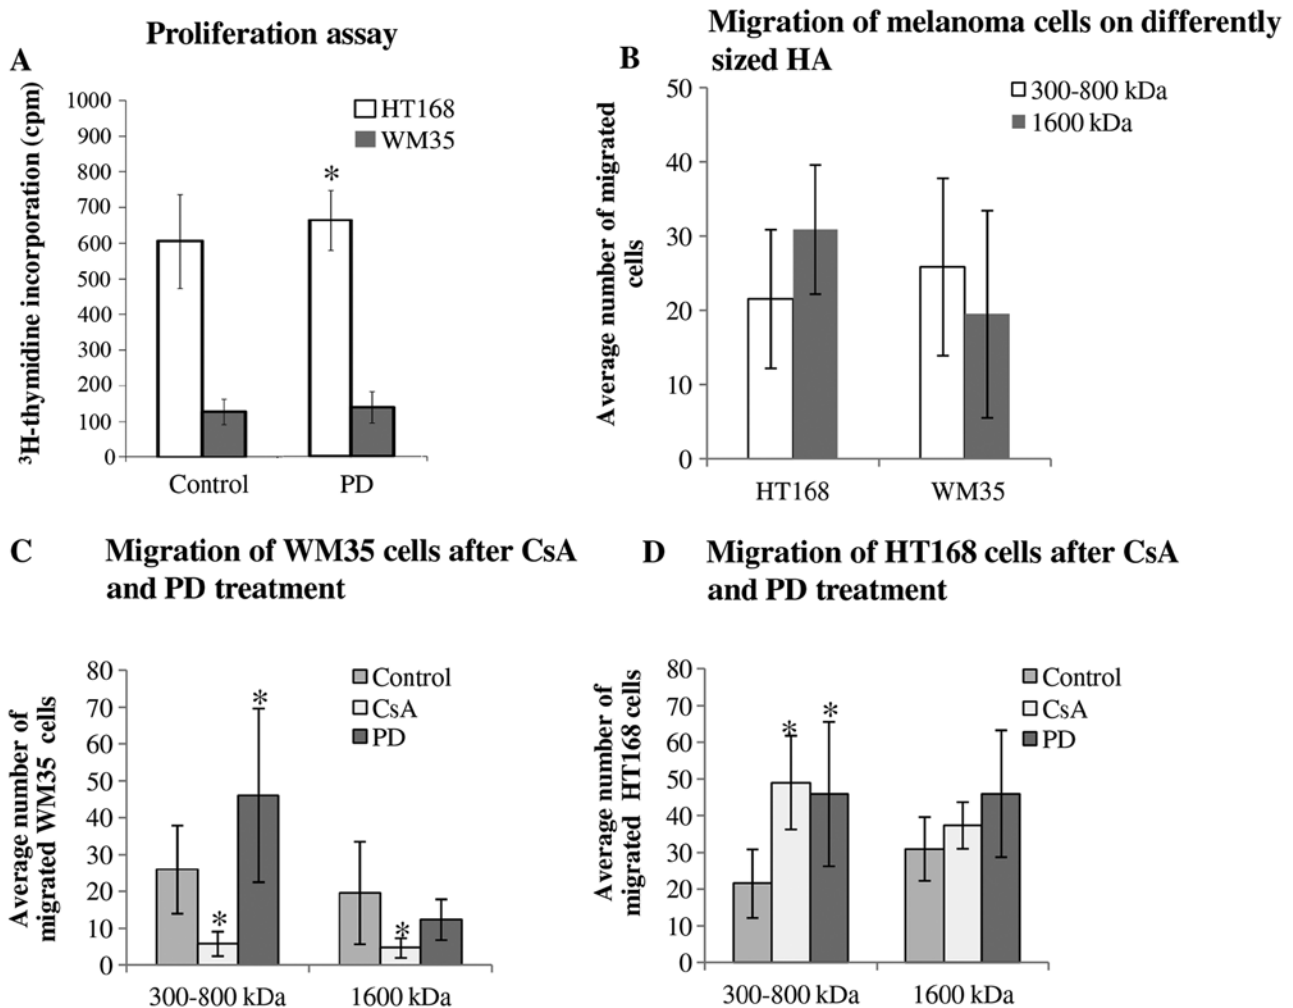 A
Proliferation assay
³H-thymidine incorporation (cpm)
1000
900
800
700
600
500
400
300
200
100
0
HT168
WM35
*
Control
PD
B
Migration of melanoma cells on differently
sized HA
Average number of migrated
cells
50
40
30
20
10
0
300-800 kDa
1600 kDa
HT168
WM35
C
Migration of WM35 cells after CsA
and PD treatment
Average number of
migrated WM35 cells
80
70
60
50
40
30
20
10
0
Control
CsA
PD
*
*
*
300-800 kDa
1600 kDa
D
Migration of HT168 cells after CsA
and PD treatment
Average number of
migrated HT168 cells
80
70
60
50
40
30
20
10
0
Control
CsA
PD
*
*
300-800 kDa
1600 kDa